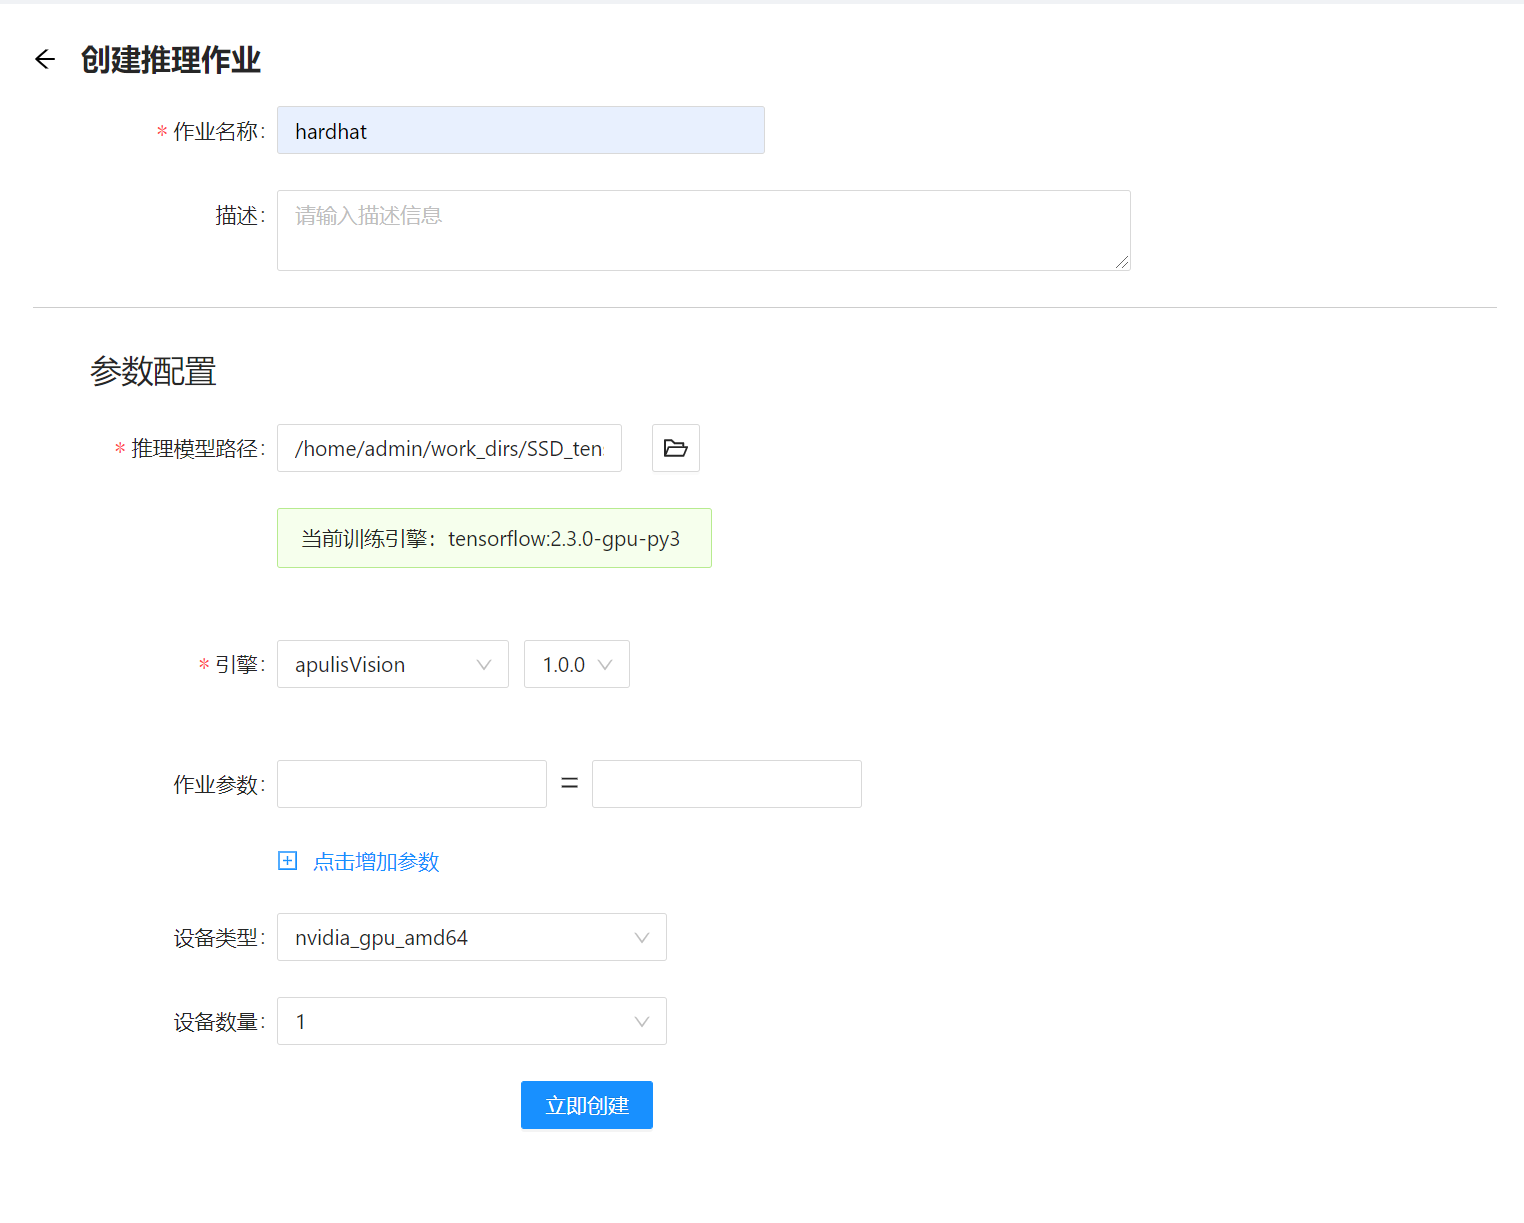 创建推理作业
* 作业名称: hardhat
描述: 请输入描述信息
参数配置
* 推理模型路径: /home/admin/work_dirs/SSD_ten
当前训练引擎：tensorflow:2.3.0-gpu-py3
* 引擎: apulisVision 1.0.0
作业参数: =
点击增加参数
设备类型: nvidia_gpu_amd64
设备数量: 1
立即创建